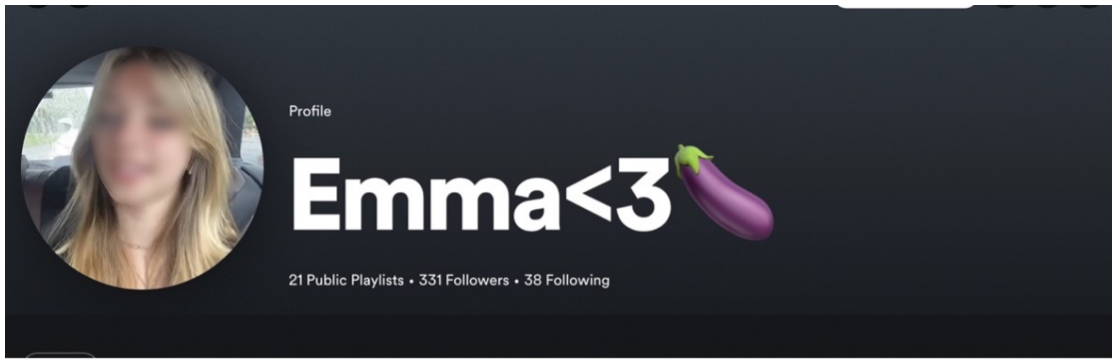 Profile
Emma<3🍆
21 Public Playlists • 331 Followers • 38 Following